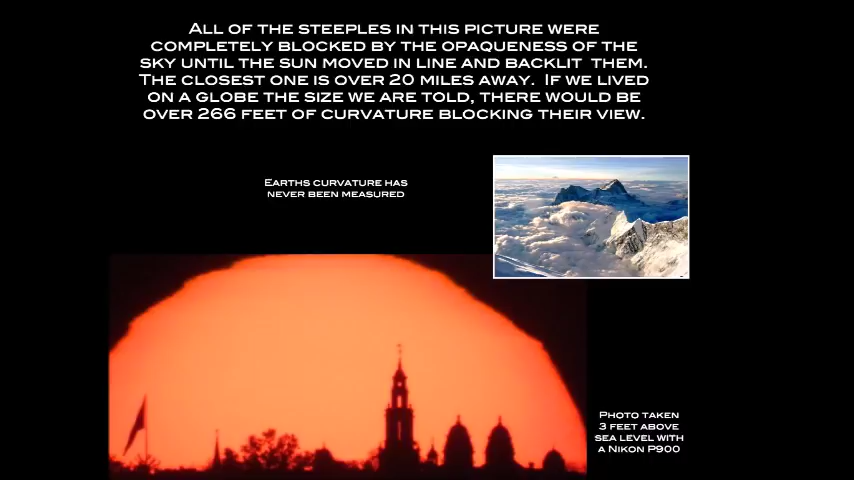 ALL OF THE STEEPLES IN THIS PICTURE WERE
COMPLETELY BLOCKED BY THE OPAQUENESS OF THE
SKY UNTIL THE SUN MOVED IN LINE AND BACKLIT THEM.
THE CLOSEST ONE IS OVER 20 MILES AWAY. IF WE LIVED
ON A GLOBE THE SIZE WE ARE TOLD, THERE WOULD BE
OVER 266 FEET OF CURVATURE BLOCKING THEIR VIEW.
EARTHS CURVATURE HAS
NEVER BEEN MEASURED
PHOTO TAKEN
3 FEET ABOVE
SEA LEVEL WITH
A NIKON P900